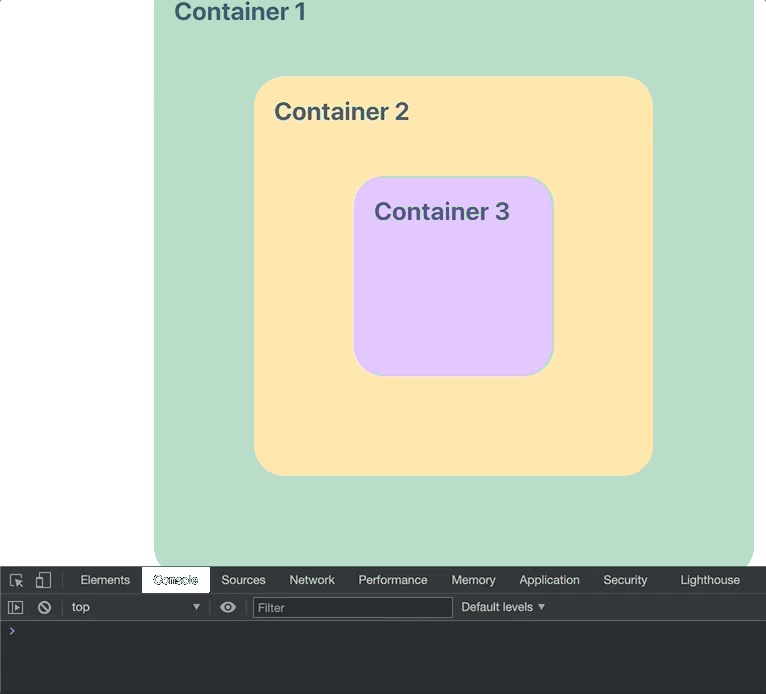 Container 1
Container 2
Container 3
Elements Console Sources Network Performance Memory Application Security Lighthouse
top Filter Default levels